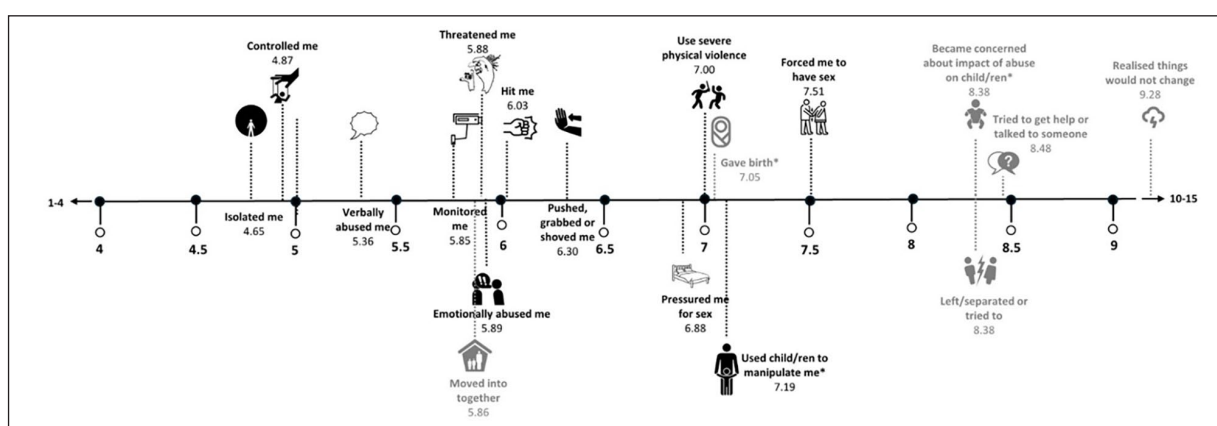 Controlled me
4.87
Threatened me
5.88
Hit me
6.03
Use severe
physical violence
7.00
Forced me to
have sex
7.51
Became concerned
about impact of abuse
on child/ren*
8.38
Realised things
would not change
9.28
Tried to get help or
talked to someone
8.48
Gave birth*
7.05
1-4
10-15
Isolated me
4.65
Verbally
abused me
5.36
Monitored
me
5.85
Pushed,
grabbed or
shoved me
6.30
4
4.5
5
5.5
6
6.5
7
7.5
8
8.5
9
Emotionally abused me
5.89
Moved into
together
5.86
Pressured me
for sex
6.88
Used child/ren to
manipulate me*
7.19
Left/separated or
tried to
8.38
?